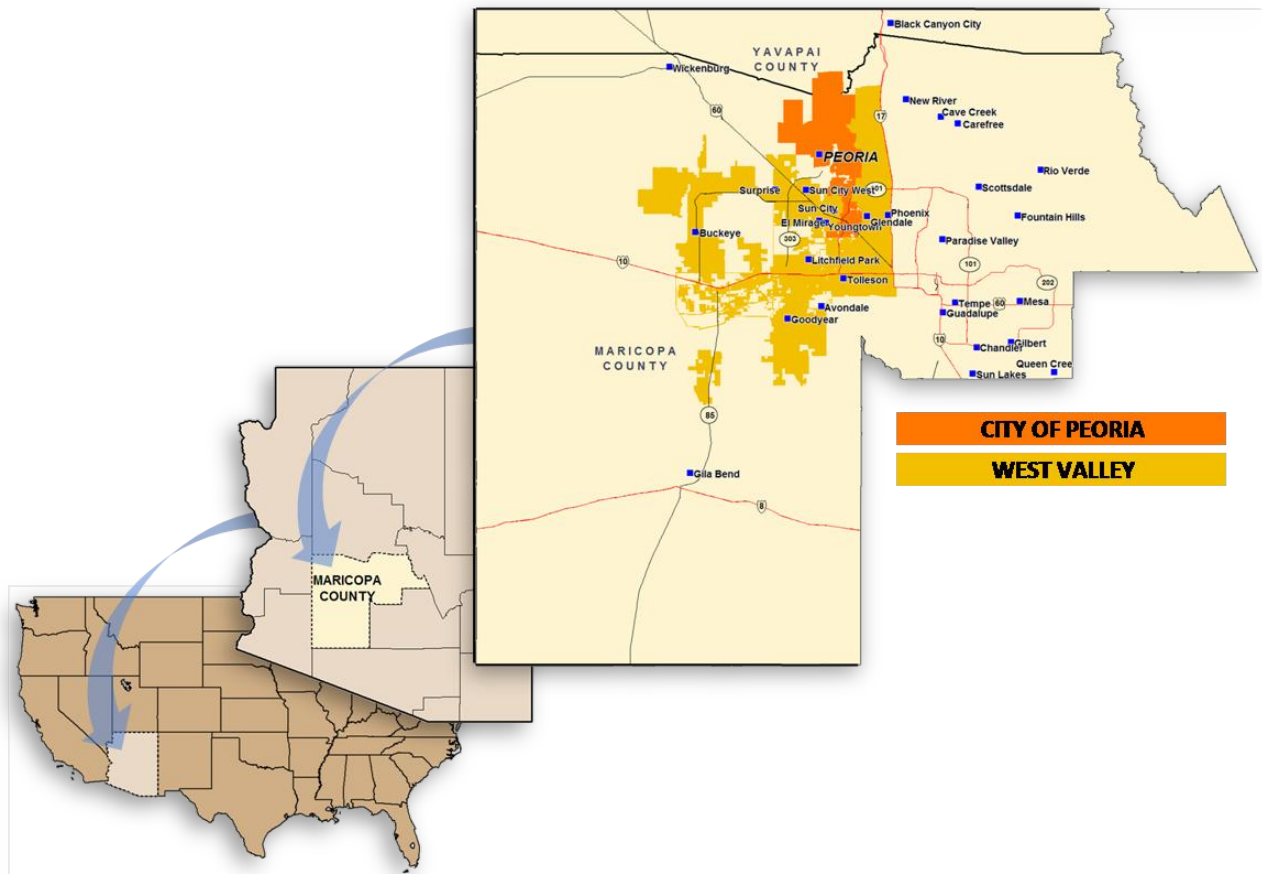 Black Canyon City
YAVAPAI
COUNTY
Wickenburg
60
17
New River
Cave Creek
Carefree
PEORIA
Rio Verde
Surprise
Sun City West
101
Scottsdale
Sun City
El Mirage
Youngtown
Glendale
Phoenix
Fountain Hills
Buckeye
303
Paradise Valley
10
Litchfield Park
101
Tolleson
202
Avondale
Goodyear
Tempe
60
Mesa
Guadalupe
10
MARICOPA
COUNTY
Chandler
Gilbert
Queen Cree
Sun Lakes
85
Gila Bend
8
CITY OF PEORIA
WEST VALLEY
MARICOPA
COUNTY